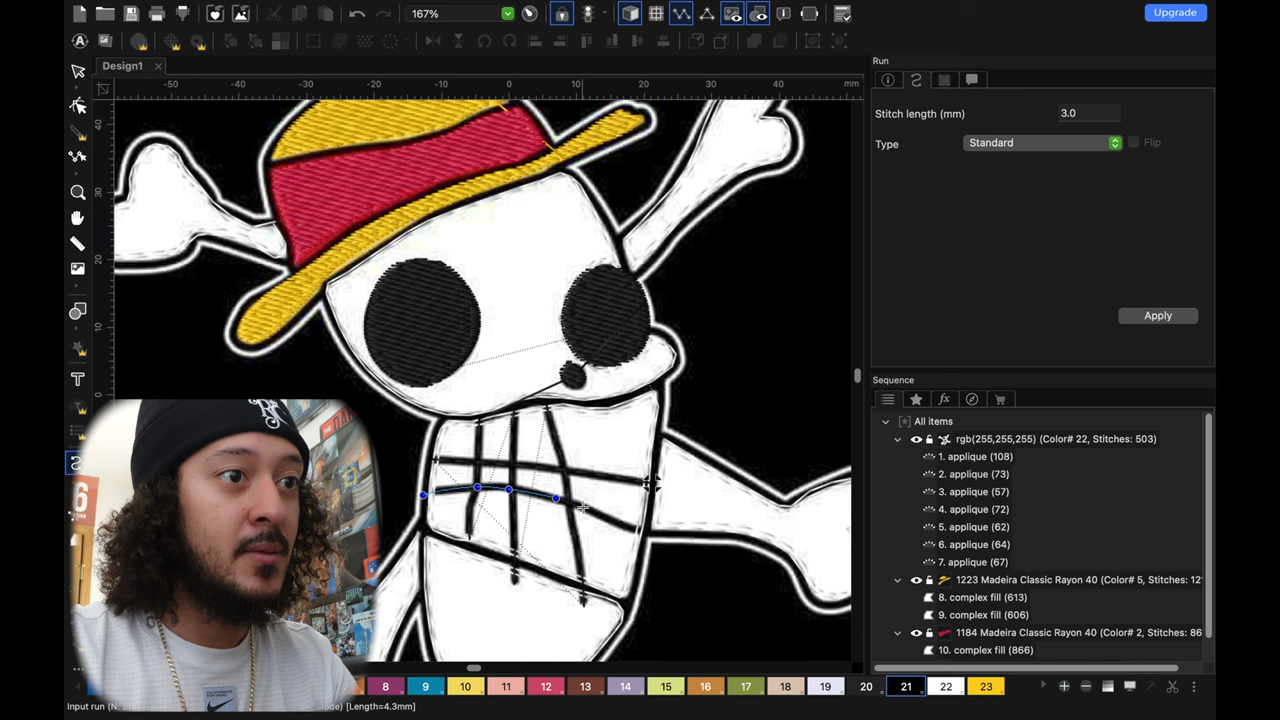 167%
Upgrade
Design1
-50 -40 -30 -20 -10 0 10 20 30 40 mm
40
30
20
10
0
Run
Stitch length (mm) 3.0
Type Standard Flip
Apply
Sequence
All items
rgb(255,255,255) (Color# 22, Stitches: 503)
1. applique (108)
2. applique (73)
3. applique (57)
4. applique (72)
5. applique (62)
6. applique (64)
7. applique (67)
1223 Madeira Classic Rayon 40 (Color# 5, Stitches: 12
8. complex fill (613)
9. complex fill (606)
1184 Madeira Classic Rayon 40 (Color# 2, Stitches: 86
10. complex fill (866)
8 9 10 11 12 13 14 15 16 17 18 19 20 21 22 23
Input run (N: [Length=4.3mm]